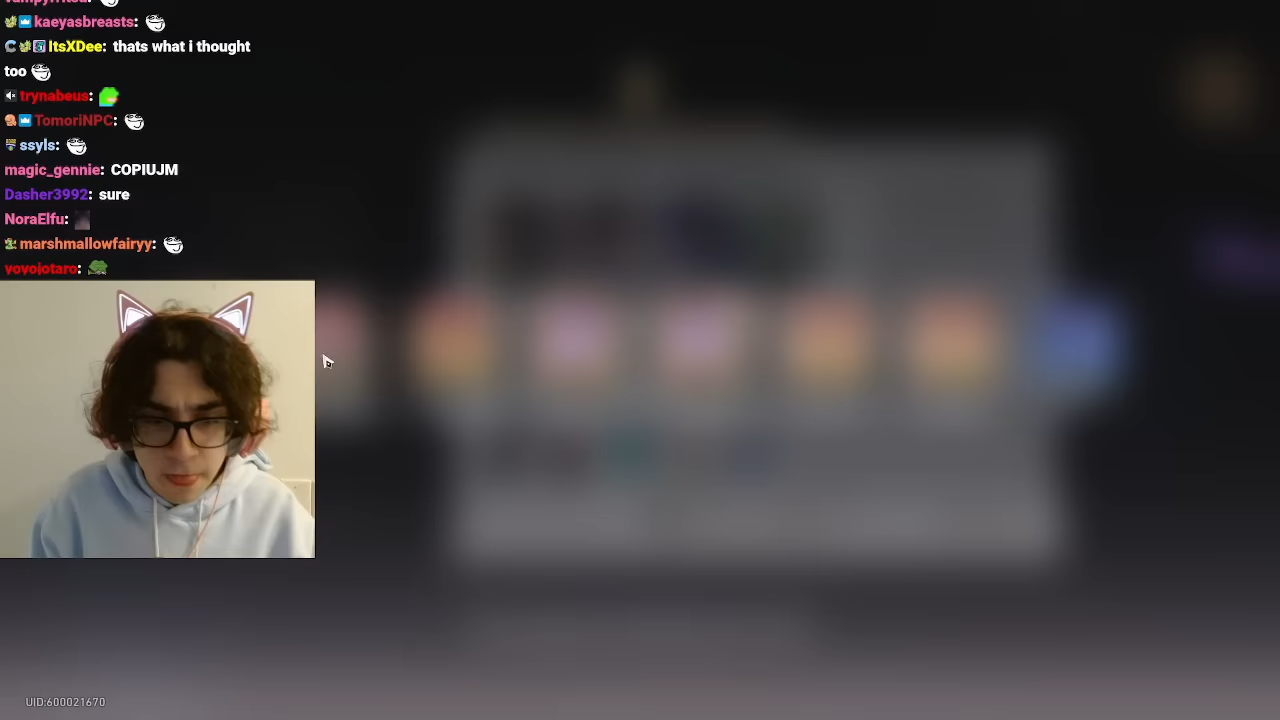 kaeyasbreasts:
ItsXDee: thats what i thought
too
trynabeus:
TomoriNPC:
ssyls:
magic_gennie: COPIUJM
Dasher3992: sure
NoraElfu:
marshmallowfairyy:
yoyojotaro:
UID:600021670